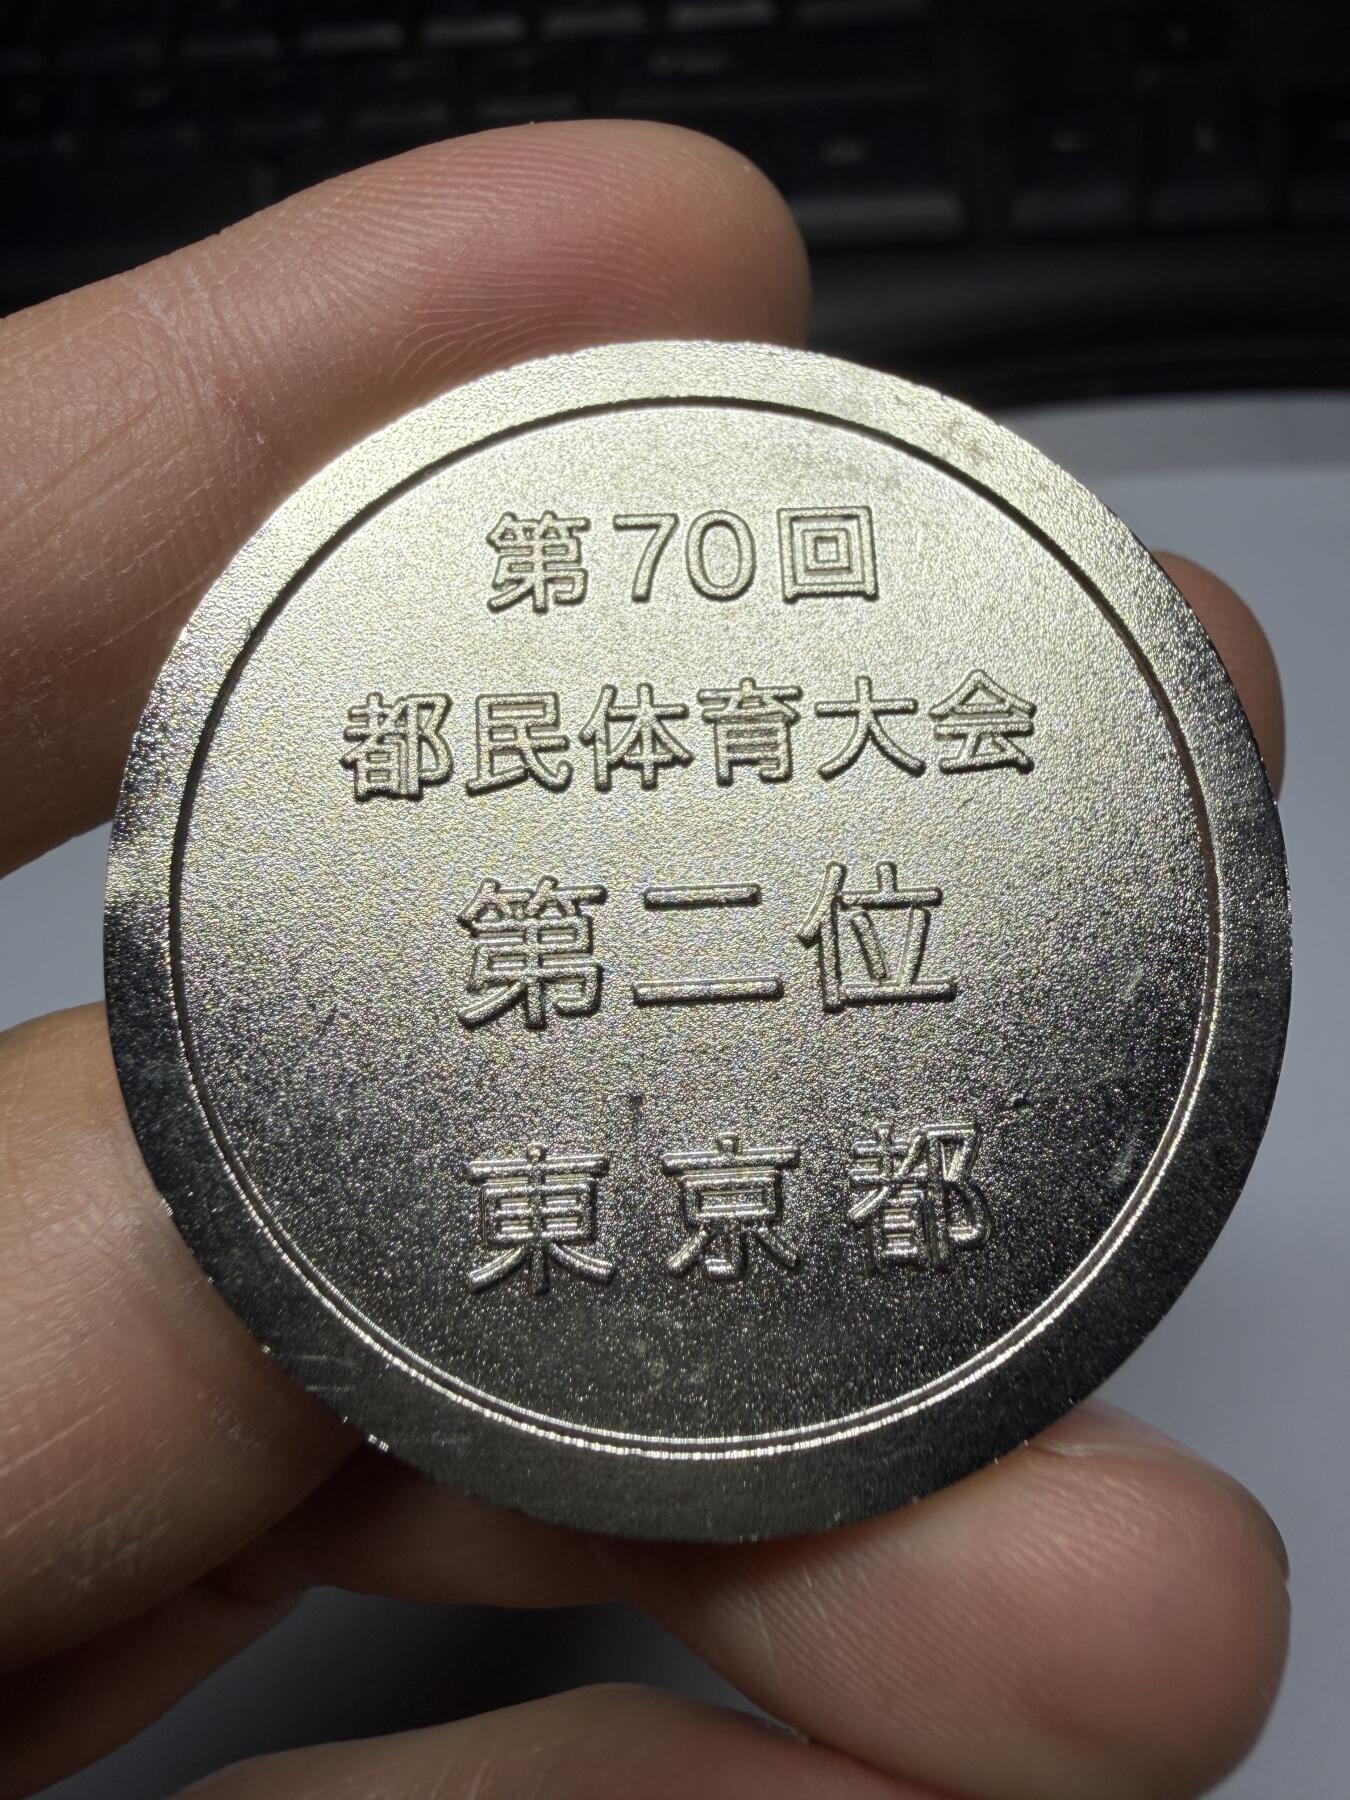 第70回
都民体育大会
第二位
東京都